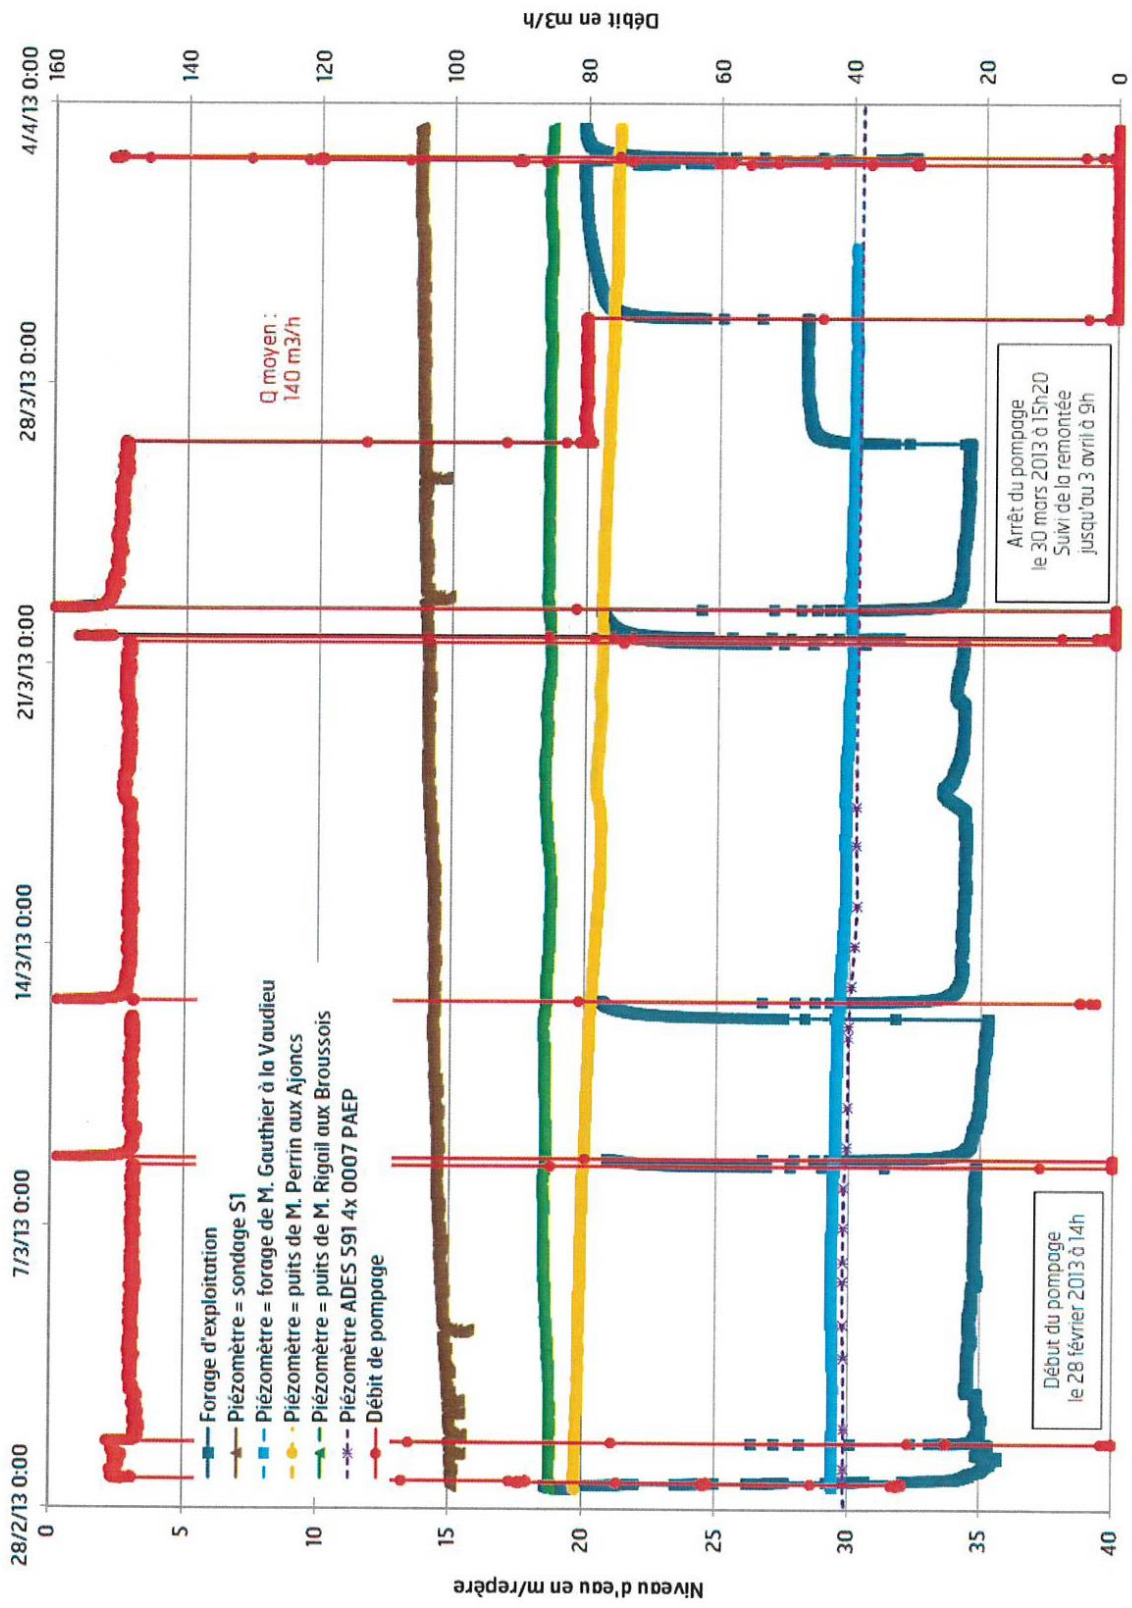 28/2/13 0:00
7/3/13 0:00
14/3/13 0:00
21/3/13 0:00
28/3/13 0:00
4/4/13 0:00
Niveau d'eau en m/repère
0
5
10
15
20
25
30
35
40
Débit en m3/h
160
140
120
100
80
60
40
20
0
Q moyen :
140 m3/h
Forage d'exploitation
Piézomètre = sondage S1
Piézomètre = forage de M. Gauthier à la Vaudieu
Piézomètre = puits de M. Perrin aux Ajoncs
Piézomètre = puits de M. Rigail aux Broussois
Piézomètre ADES 591 4x 0007 PAEP
Débit de pompage
Début du pompage
le 28 février 2013 à 14h
Arrêt du pompage
le 30 mars 2013 à 15h20
Suivi de la remontée
jusqu'au 3 avril à 9h